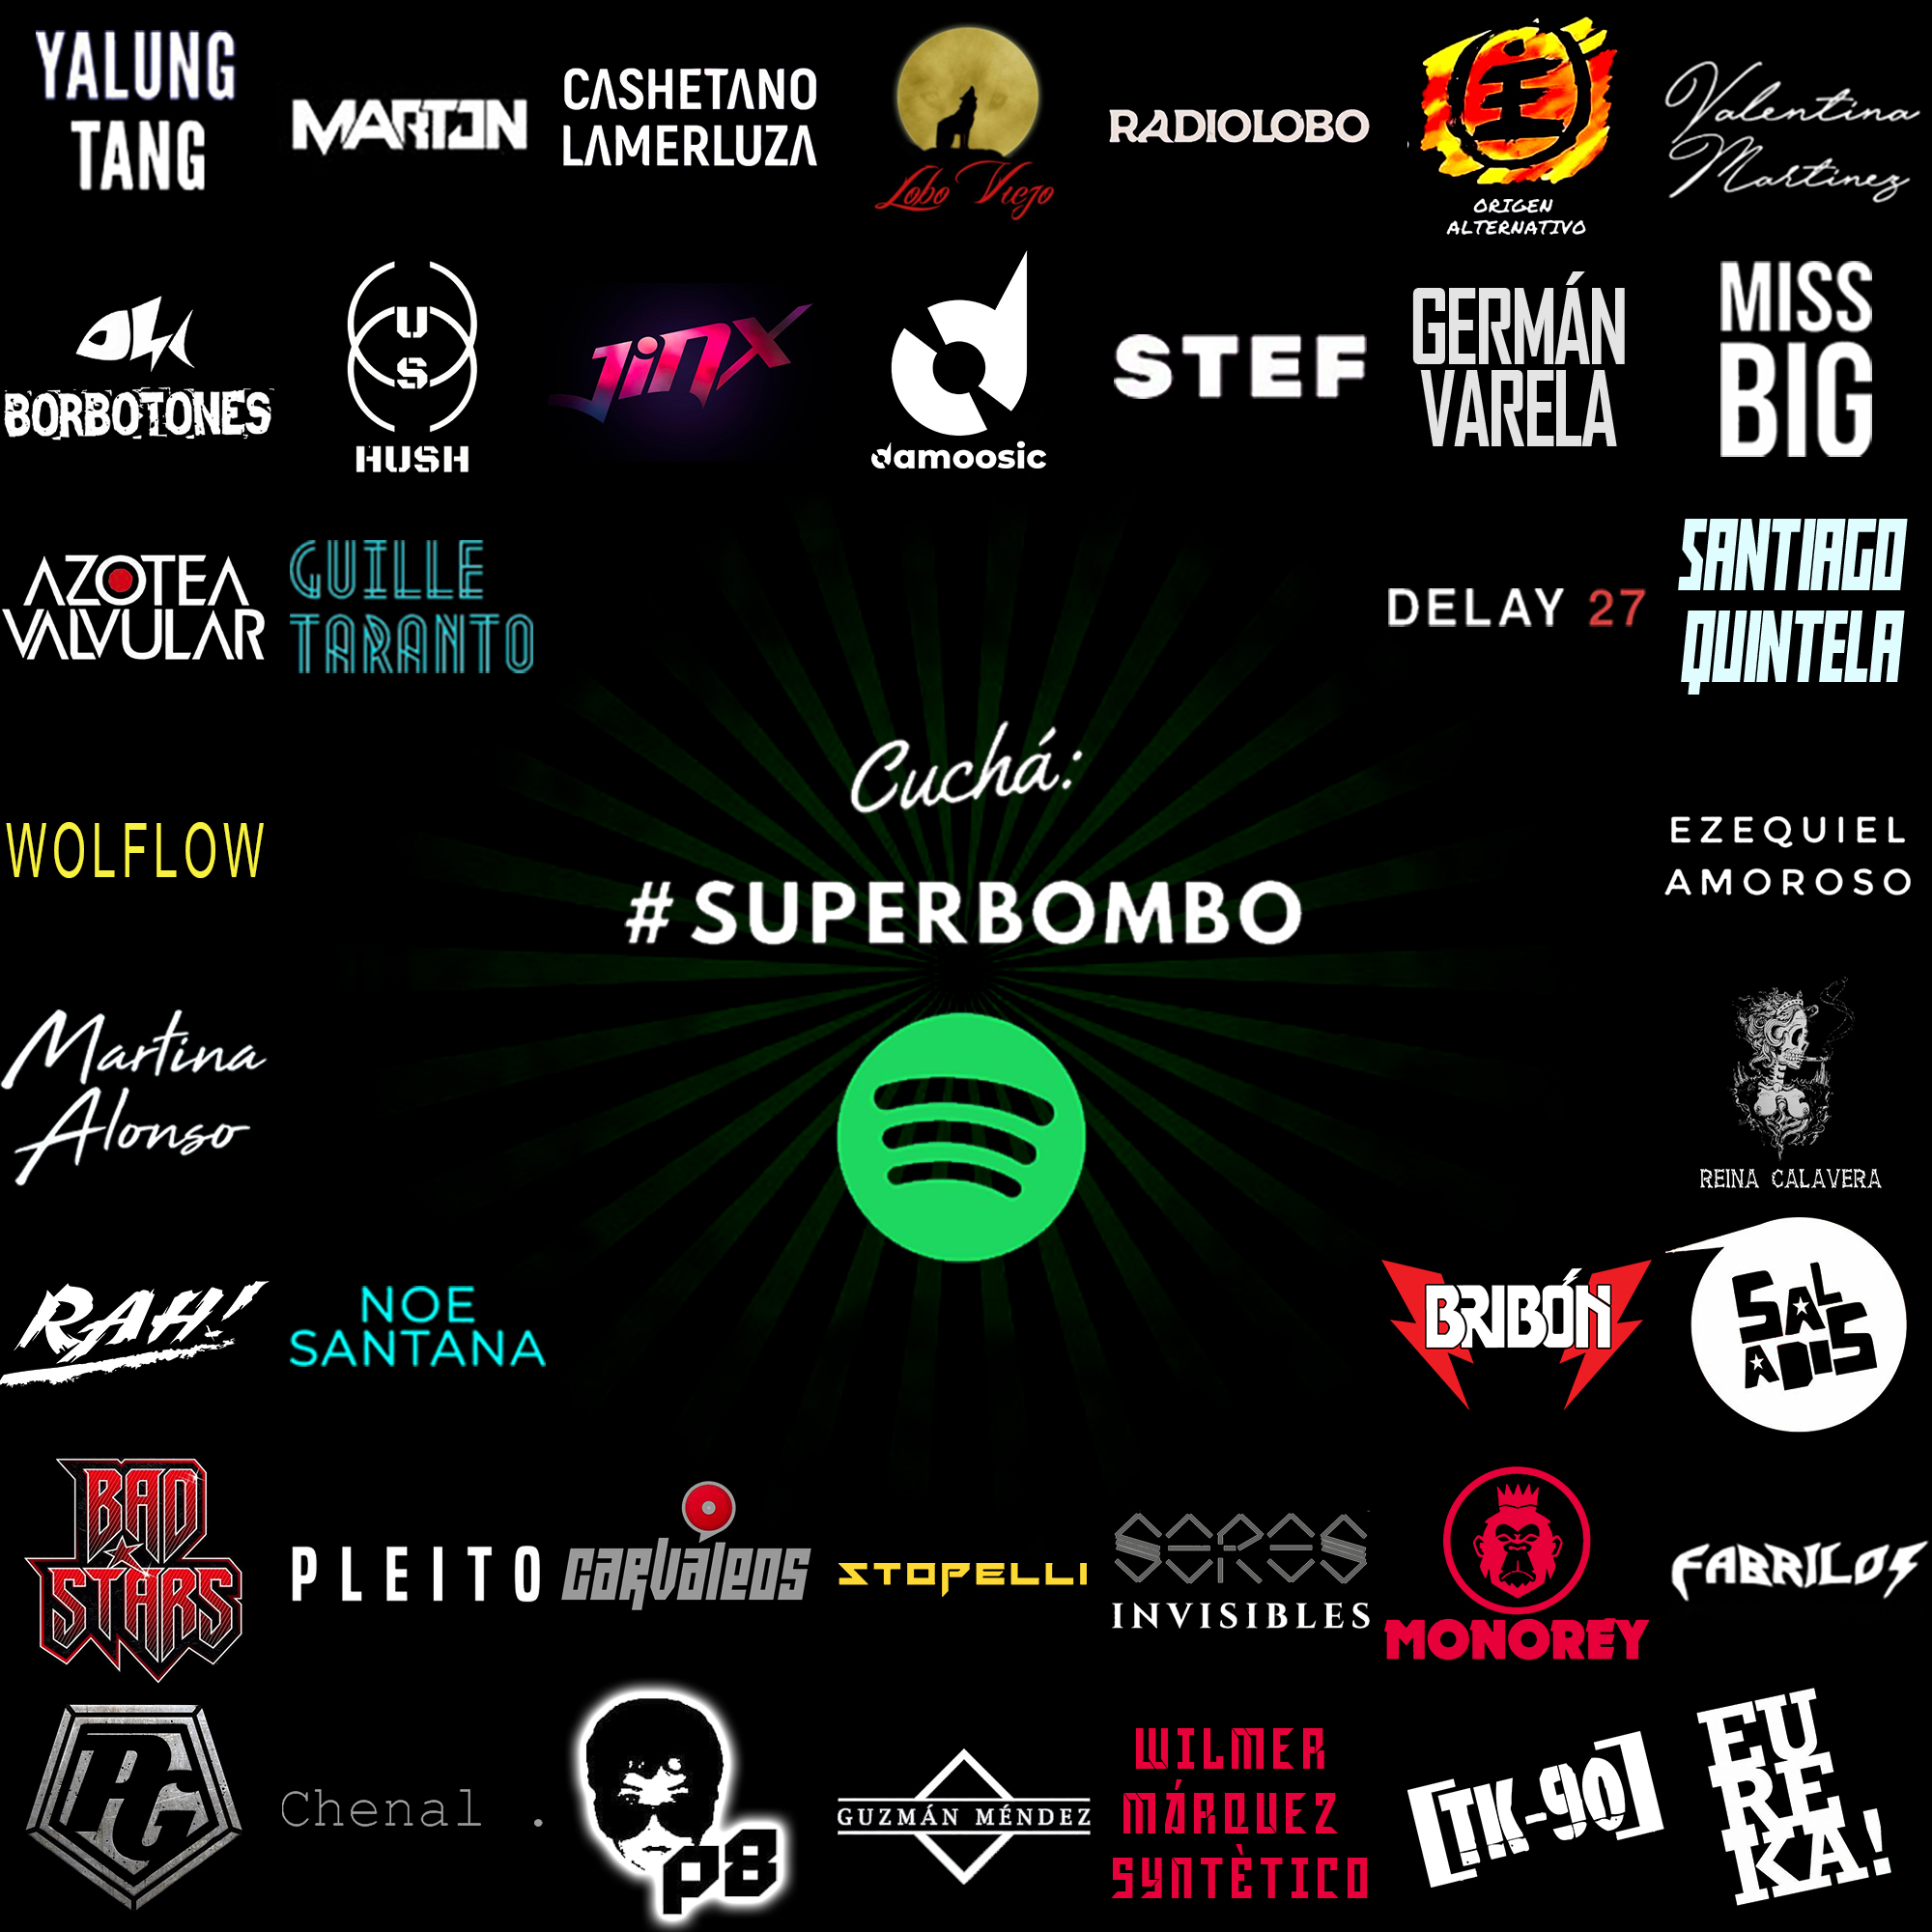 YALUNG
TANG
MARTON
CASHETANO
LAMERLUZA
Lobo Viejo
RADIOLOBO
ORIGEN
ALTERNATIVO
Valentina
Martinez
BORBOTONES
US
HUSH
Jinx
damoosic
STEF
GERMÁN
VARELA
MISS
BIG
AZOTEA
VALVULAR
GUILLE
TARANTO
DELAY 27
SANTIAGO
QUINTELA
Cuchá:
#SUPERBOMBO
WOLFLOW
EZEQUIEL
AMOROSO
Martina
Alonso
REINA CALAVERA
RAH!
NOE
SANTANA
BRIBÓN
SAL
ADIS
BAD
STARS
PLEITO
carvaleos
STOPELLI
SERES
INVISIBLES
MONOREY
FABRILOS
PG
Chenal .
P8
GUZMÁN MÉNDEZ
WILMER
MÁRQUEZ
SYNTÈTICO
[TK-90]
EU
RE
KA!